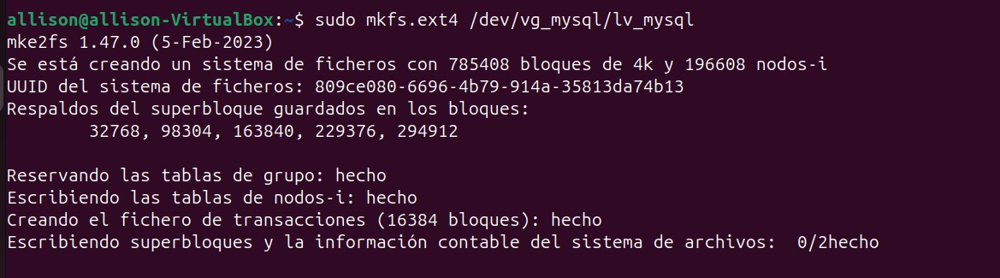 allison@allison-VirtualBox:~$ sudo mkfs.ext4 /dev/vg_mysql/lv_mysql
mke2fs 1.47.0 (5-Feb-2023)
Se está creando un sistema de ficheros con 785408 bloques de 4k y 196608 nodos-i
UUID del sistema de ficheros: 809ce080-6696-4b79-914a-35813da74b13
Respaldos del superbloque guardados en los bloques:
        32768, 98304, 163840, 229376, 294912

Reservando las tablas de grupo: hecho
Escribiendo las tablas de nodos-i: hecho
Creando el fichero de transacciones (16384 bloques): hecho
Escribiendo superbloques y la información contable del sistema de archivos:  0/2hecho